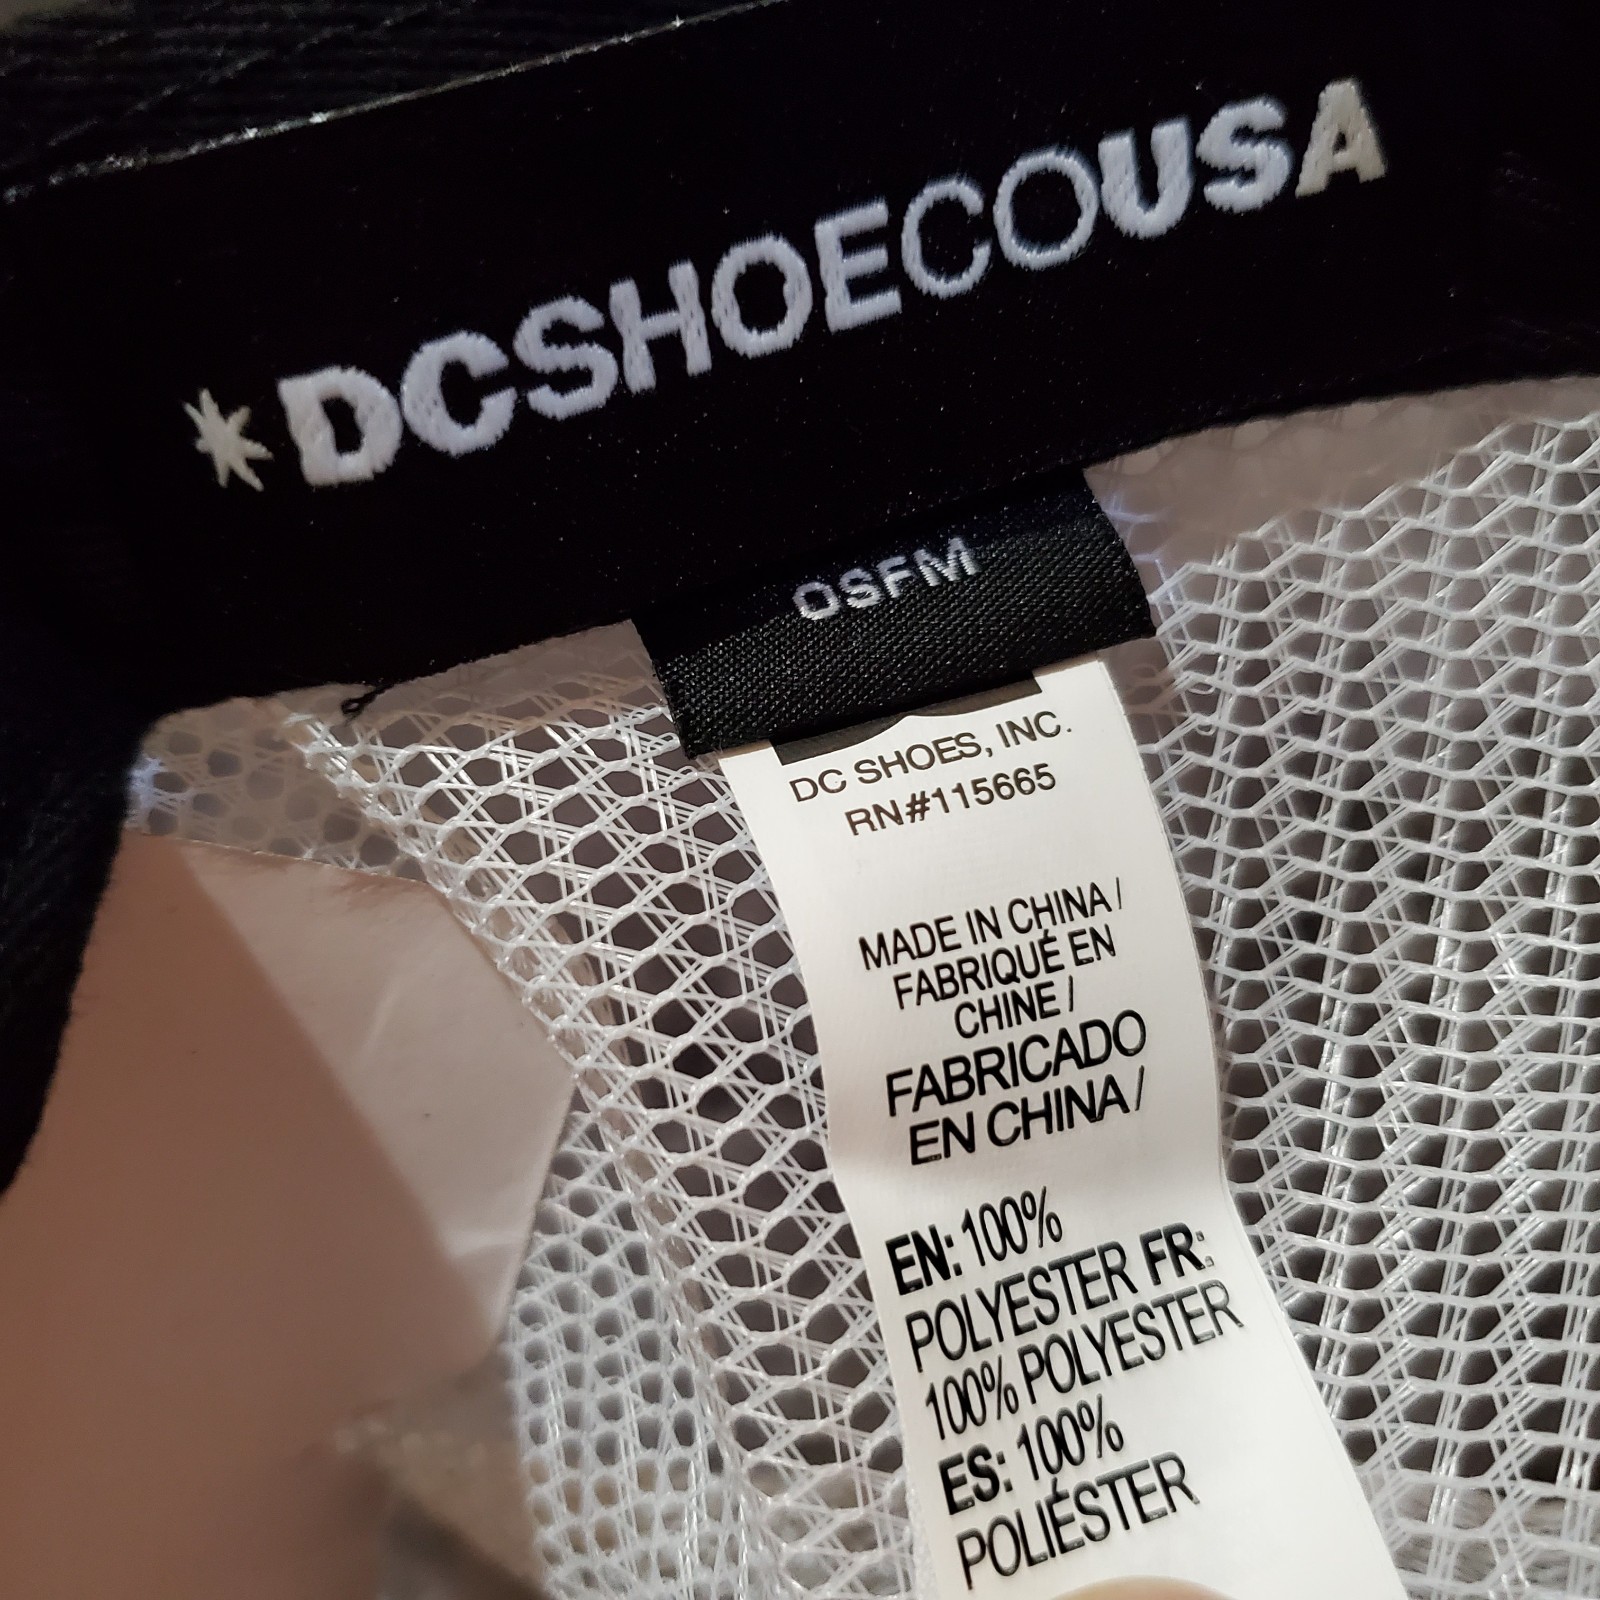 *DCSHOECOUSA
OSFM
DC SHOES, INC.
RN#115665
MADE IN CHINA /
FABRIQUÉ EN
CHINE /
FABRICADO
EN CHINA /
EN: 100%
POLYESTER FR:
100% POLYESTER
ES: 100%
POLIÉSTER